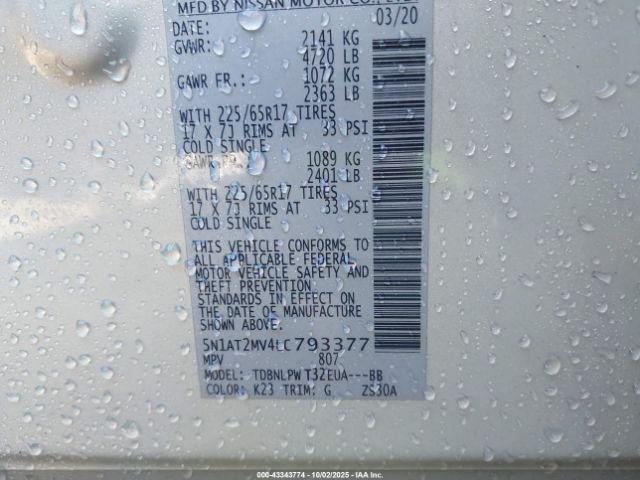 MFD BY NISSAN MOTOR CO., LTD.
DATE: 03/20
GVWR: 2141 KG
4720 LB
GAWR FR.: 1072 KG
2363 LB
WITH 225/65R17 TIRES
17 X 7J RIMS AT 33 PSI
COLD SINGLE
GAWR RR.: 1089 KG
2401 LB
WITH 225/65R17 TIRES
17 X 7J RIMS AT 33 PSI
COLD SINGLE
THIS VEHICLE CONFORMS TO
ALL APPLICABLE FEDERAL
MOTOR VEHICLE SAFETY AND
THEFT PREVENTION
STANDARDS IN EFFECT ON
THE DATE OF MANUFACTURE
SHOWN ABOVE.
5N1AT2MV4LC793377
MPV 807
MODEL: TDBNLPW T32EUA---BB
COLOR: K23 TRIM: G ZS30A
000-43343774 - 10/02/2025 - IAA Inc.